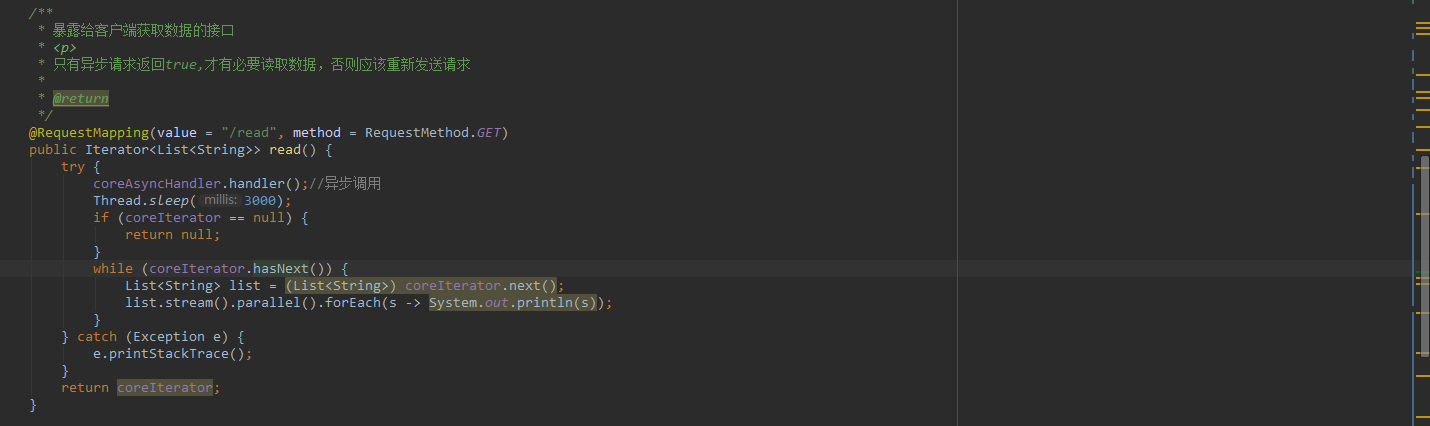 /**
 * 暴露给客户端获取数据的接口
 * <p>
 * 只有异步请求返回true,才有必要读取数据，否则应该重新发送请求
 *
 * @return
 */
@RequestMapping(value = "/read", method = RequestMethod.GET)
public Iterator<List<String>> read() {
    try {
        coreAsyncHandler.handler();//异步调用
        Thread.sleep( millis: 3000);
        if (coreIterator == null) {
            return null;
        }
        while (coreIterator.hasNext()) {
            List<String> list = (List<String>) coreIterator.next();
            list.stream().parallel().forEach(s -> System.out.println(s));
        }
    } catch (Exception e) {
        e.printStackTrace();
    }
    return coreIterator;
}